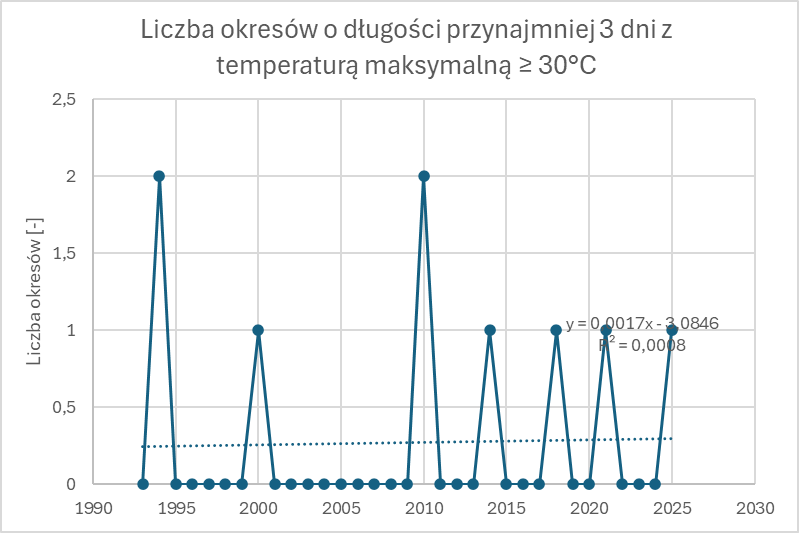 Liczba okresów o długości przynajmniej 3 dni z
temperaturą maksymalną ≥ 30°C
2,5
2
1,5
1
0,5
0
Liczba okresów [-]
y = 0,0017x - 3,0846
R² = 0,0008
1990 1995 2000 2005 2010 2015 2020 2025 2030